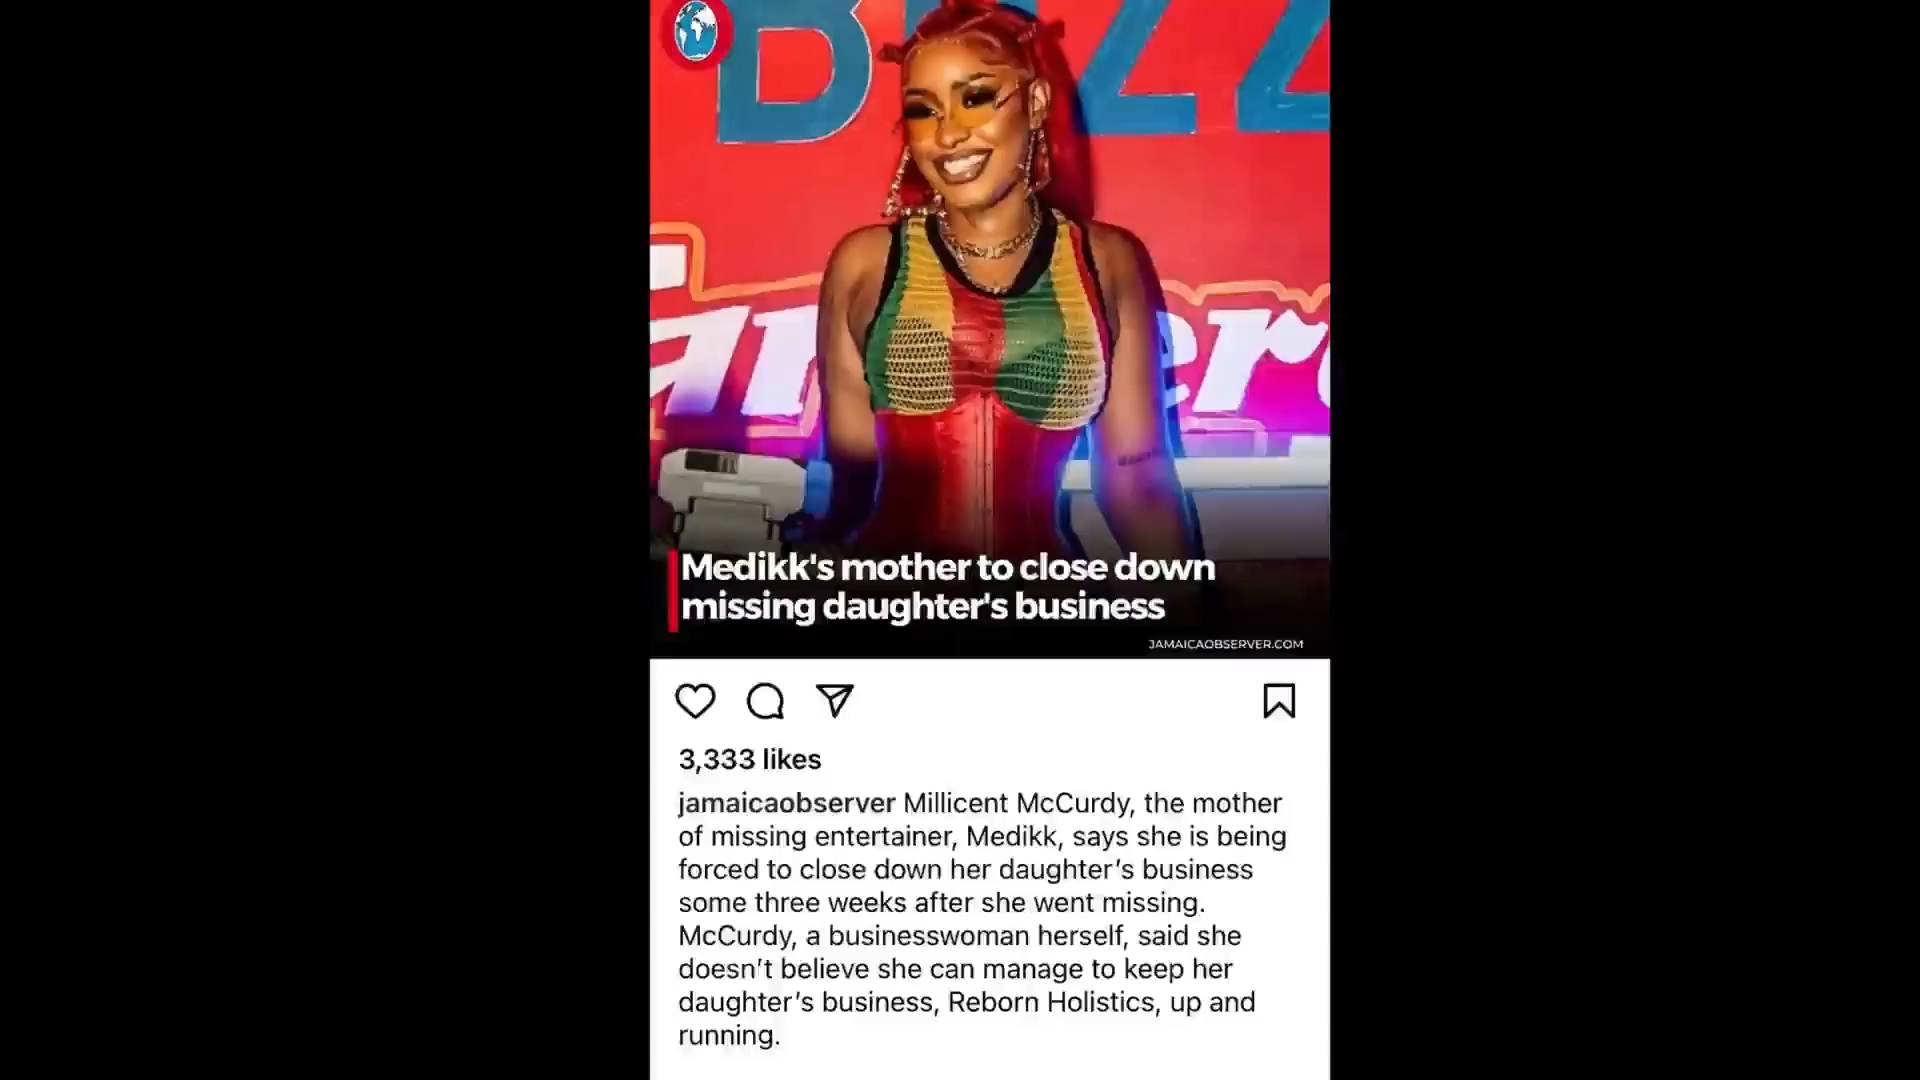 BUZZ
Medikk's mother to close down
missing daughter's business
JAMAICAOBSERVER.COM
3,333 likes
jamaicaobserver Millicent McCurdy, the mother
of missing entertainer, Medikk, says she is being
forced to close down her daughter’s business
some three weeks after she went missing.
McCurdy, a businesswoman herself, said she
doesn’t believe she can manage to keep her
daughter’s business, Reborn Holistics, up and
running.